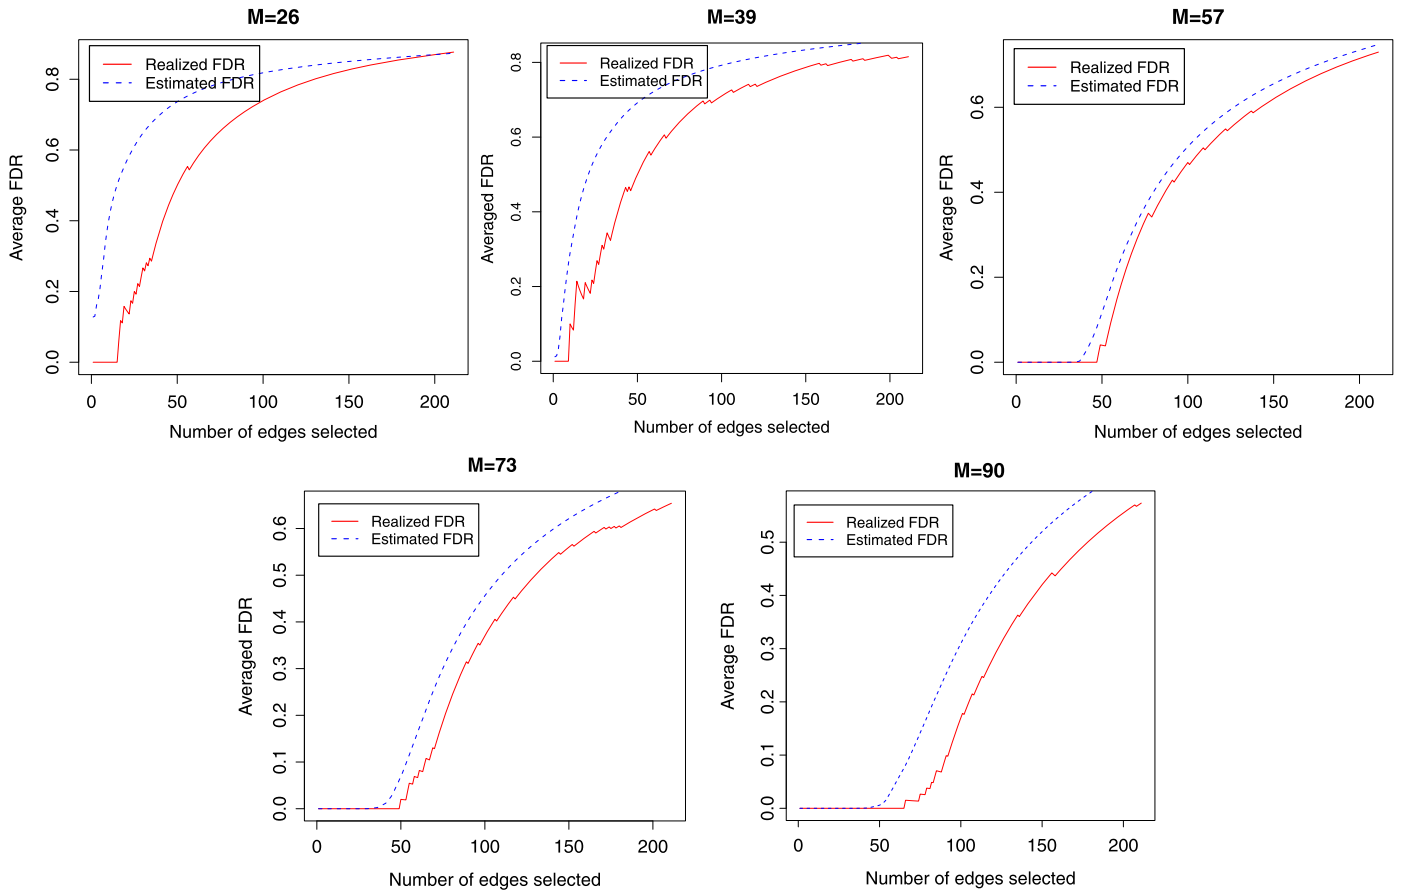 M=26
Realized FDR
Estimated FDR
Average FDR
0.0 0.2 0.4 0.6 0.8
0 50 100 150 200
Number of edges selected
M=39
Realized FDR
Estimated FDR
Averaged FDR
0.0 0.2 0.4 0.6 0.8
0 50 100 150 200
Number of edges selected
M=57
Realized FDR
Estimated FDR
Average FDR
0.0 0.2 0.4 0.6
0 50 100 150 200
Number of edges selected
M=73
Realized FDR
Estimated FDR
Averaged FDR
0.0 0.1 0.2 0.3 0.4 0.5 0.6
0 50 100 150 200
Number of edges selected
M=90
Realized FDR
Estimated FDR
Average FDR
0.0 0.1 0.2 0.3 0.4 0.5
0 50 100 150 200
Number of edges selected